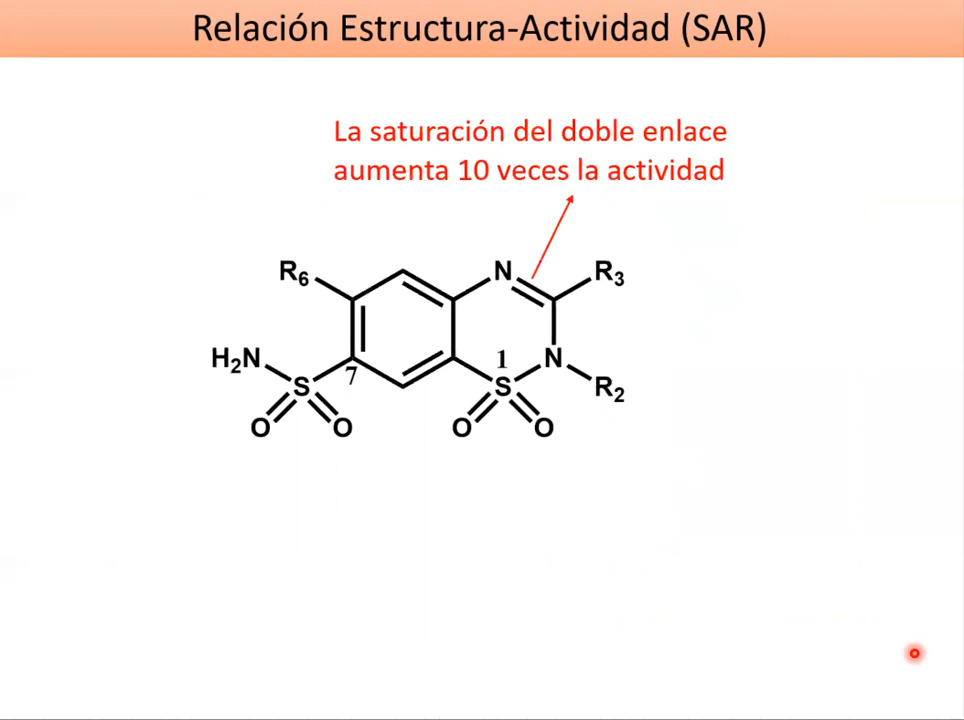 Relación Estructura-Actividad (SAR)
La saturación del doble enlace
aumenta 10 veces la actividad
R6 N R3
H2N 7 S 1 S N R2
O O O O